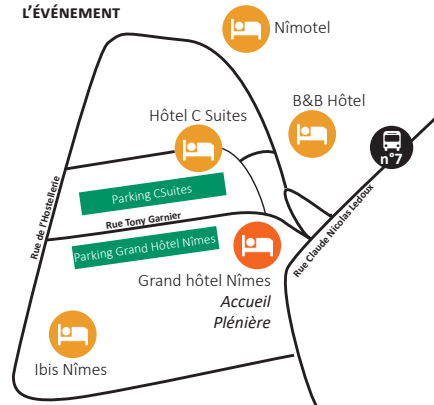 L'ÉVÉNEMENT
Nîmotel
B&B Hôtel
Hôtel C Suites
n°7
Parking CSuites
Rue Tony Garnier
Rue de l'Hostellerie
Parking Grand Hôtel Nîmes
Rue Claude Nicolas Ledoux
Grand hôtel Nîmes
Accueil
Plénière
Ibis Nîmes